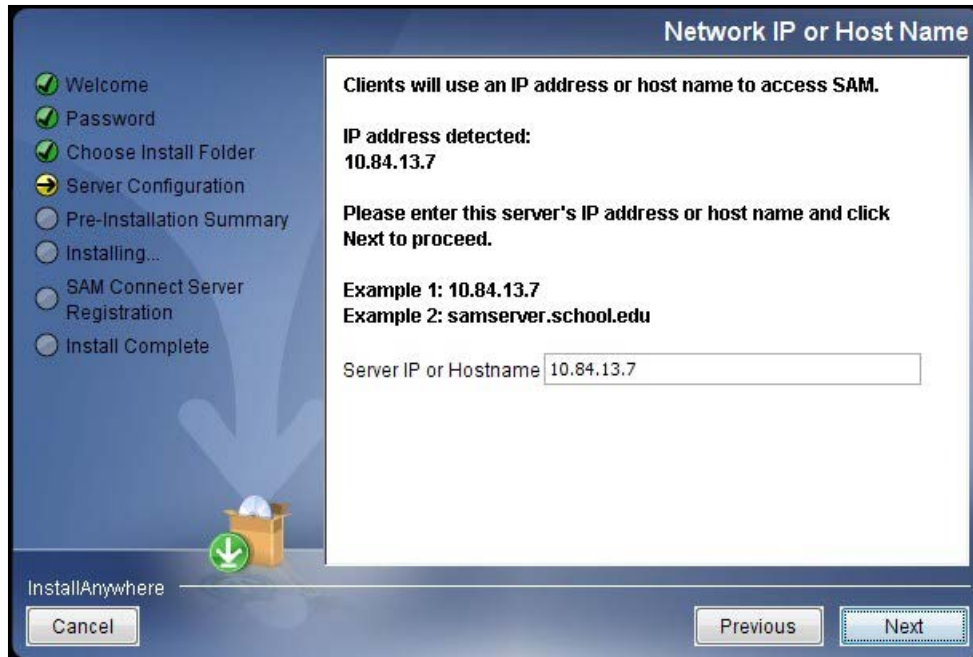 Network IP or Host Name
Welcome
Password
Choose Install Folder
Server Configuration
Pre-Installation Summary
Installing...
SAM Connect Server
Registration
Install Complete
Clients will use an IP address or host name to access SAM.
IP address detected:
10.84.13.7
Please enter this server's IP address or host name and click
Next to proceed.
Example 1: 10.84.13.7
Example 2: samserver.school.edu
Server IP or Hostname 10.84.13.7
InstallAnywhere
Cancel
Previous
Next